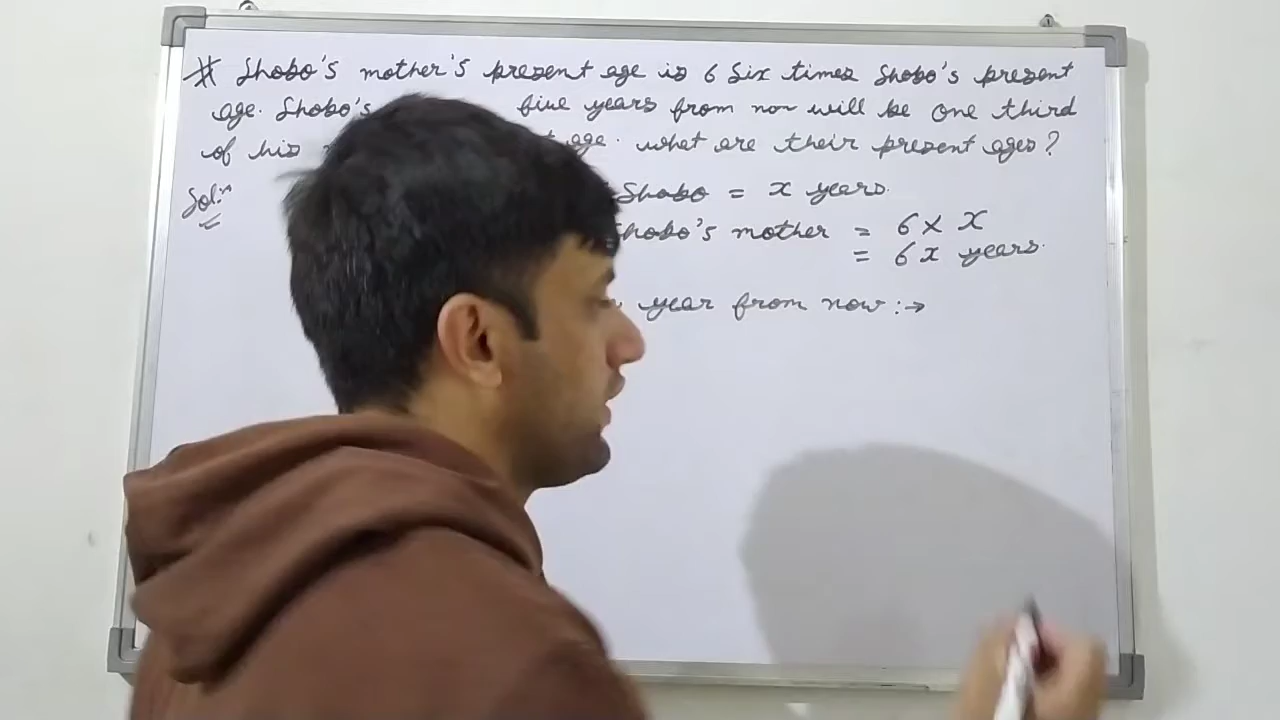 # Shobo's mother's present age is 6 Six times Shobo's present
age. Shobo's five years from now will be one third
of his age. what are their present ages?
Sol:n Shobo = x years.
Shobo's mother = 6 × x
= 6x years.
year from now :→